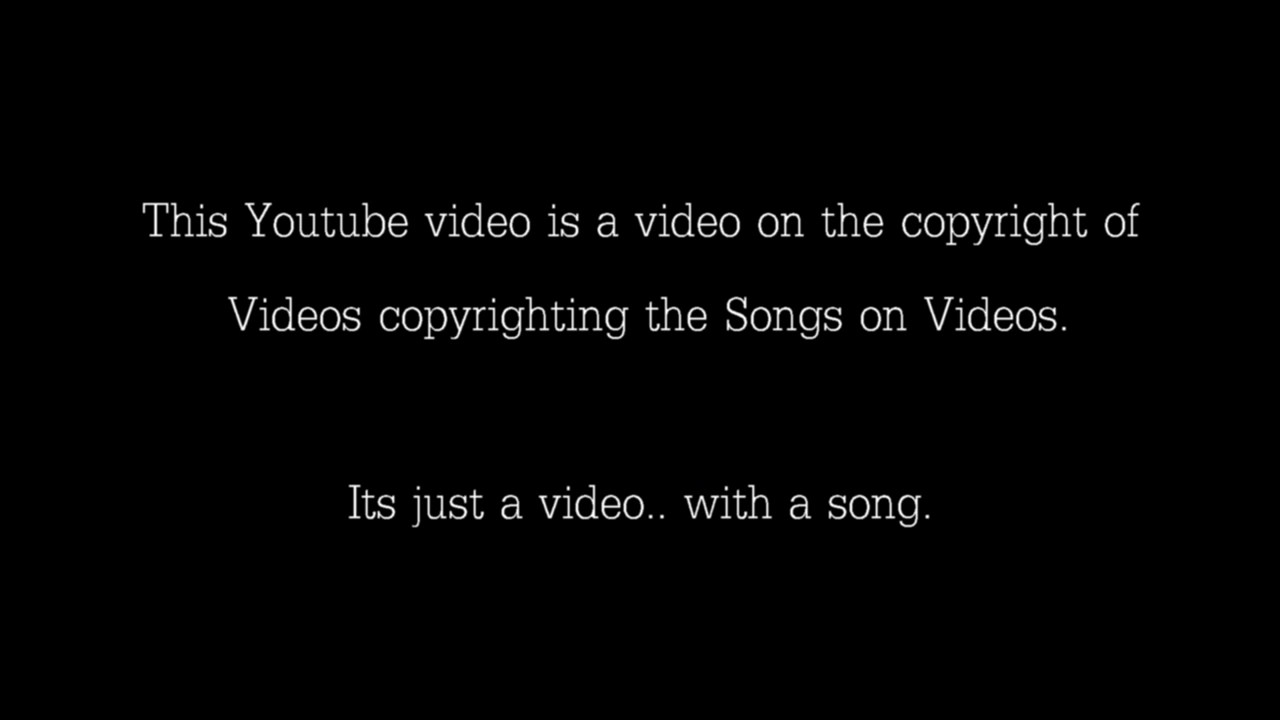 This Youtube video is a video on the copyright of
Videos copyrighting the Songs on Videos.
Its just a video.. with a song.